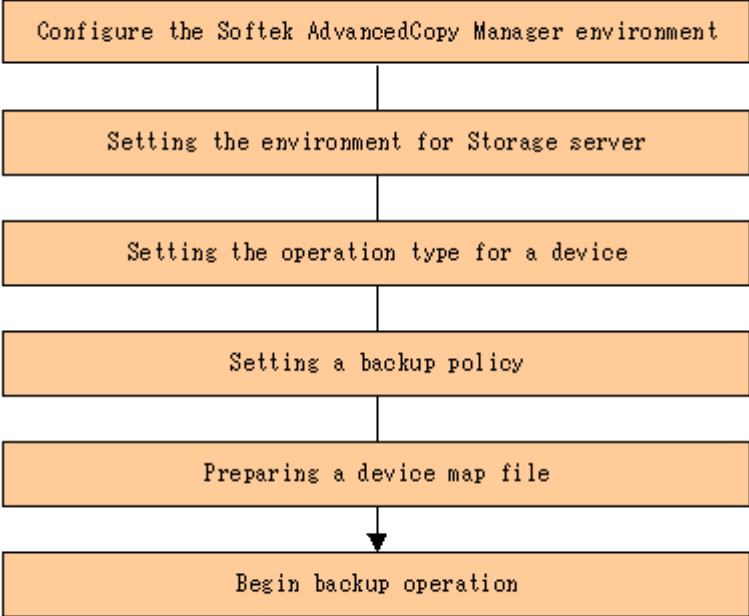 Configure the Softek AdvancedCopy Manager environment
Setting the environment for Storage server
Setting the operation type for a device
Setting a backup policy
Preparing a device map file
Begin backup operation